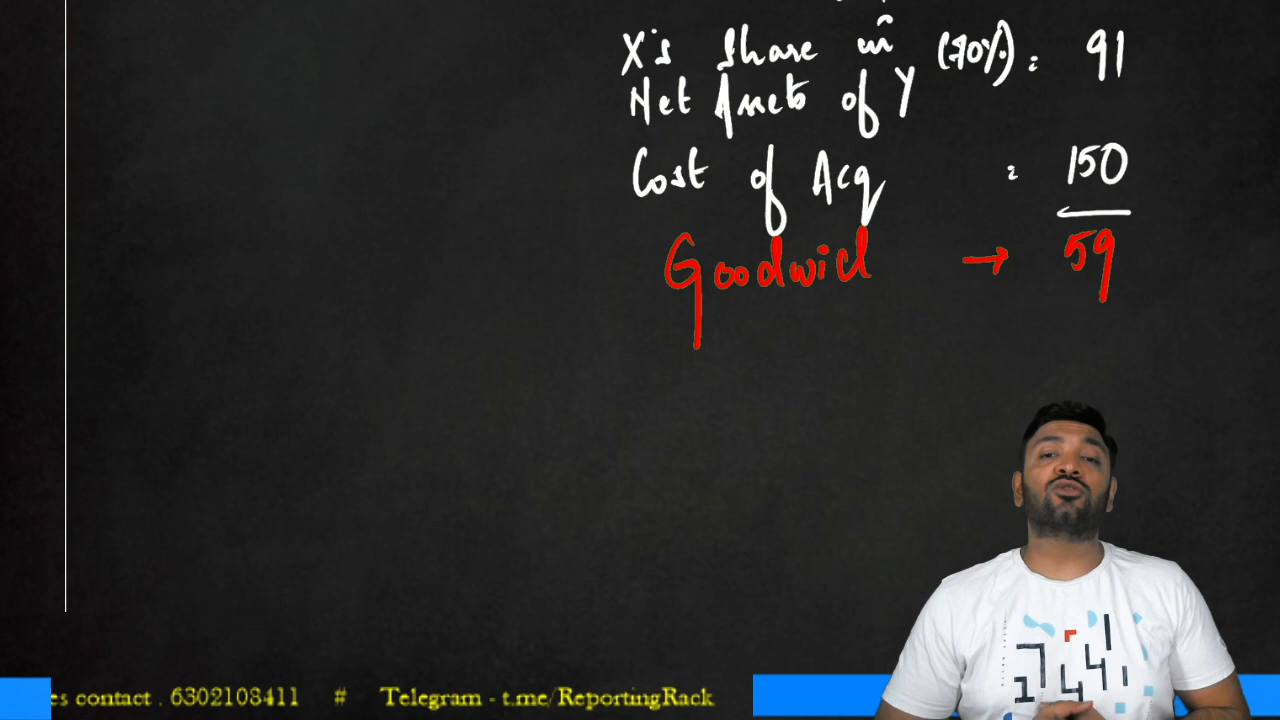 X's share in (70%) = 91
Net Assets of Y
Cost of Acq = 150
Goodwill → 59
es contact . 6302108411 # Telegram - t.me/ReportingRack